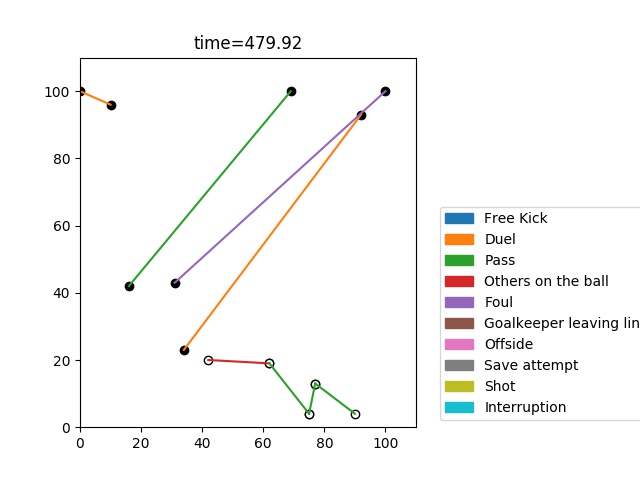 time=479.92
100
80
60
40
20
0
0 20 40 60 80 100
Free Kick
Duel
Pass
Others on the ball
Foul
Goalkeeper leaving lin
Offside
Save attempt
Shot
Interruption